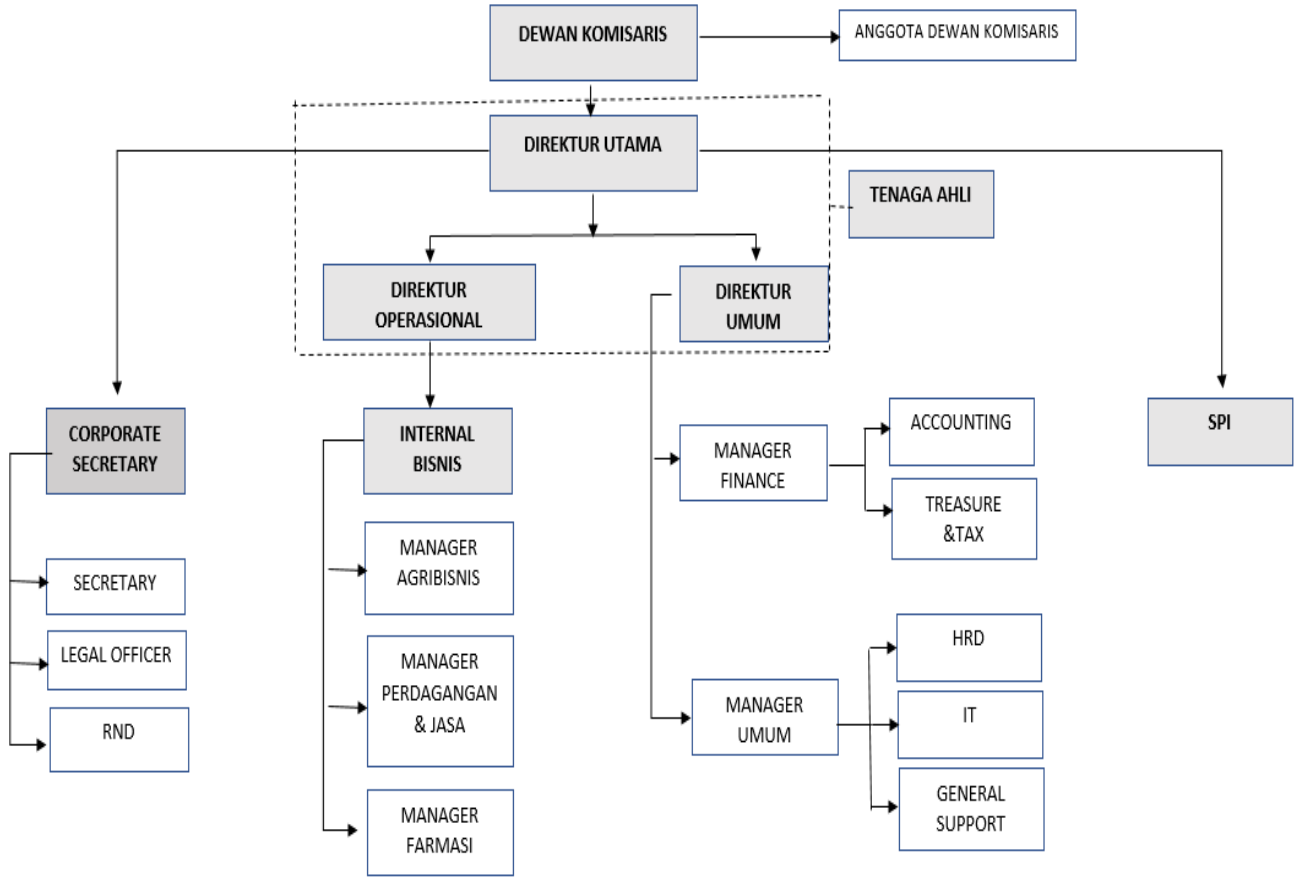 DEWAN KOMISARIS
ANGGOTA DEWAN KOMISARIS
DIREKTUR UTAMA
TENAGA AHLI
DIREKTUR
OPERASIONAL
DIREKTUR
UMUM
CORPORATE
SECRETARY
INTERNAL
BISNIS
MANAGER
FINANCE
ACCOUNTING
TREASURE
&TAX
SPI
SECRETARY
LEGAL OFFICER
RND
MANAGER
AGRIBISNIS
MANAGER
PERDAGANGAN
& JASA
MANAGER
FARMASI
MANAGER
UMUM
HRD
IT
GENERAL
SUPPORT